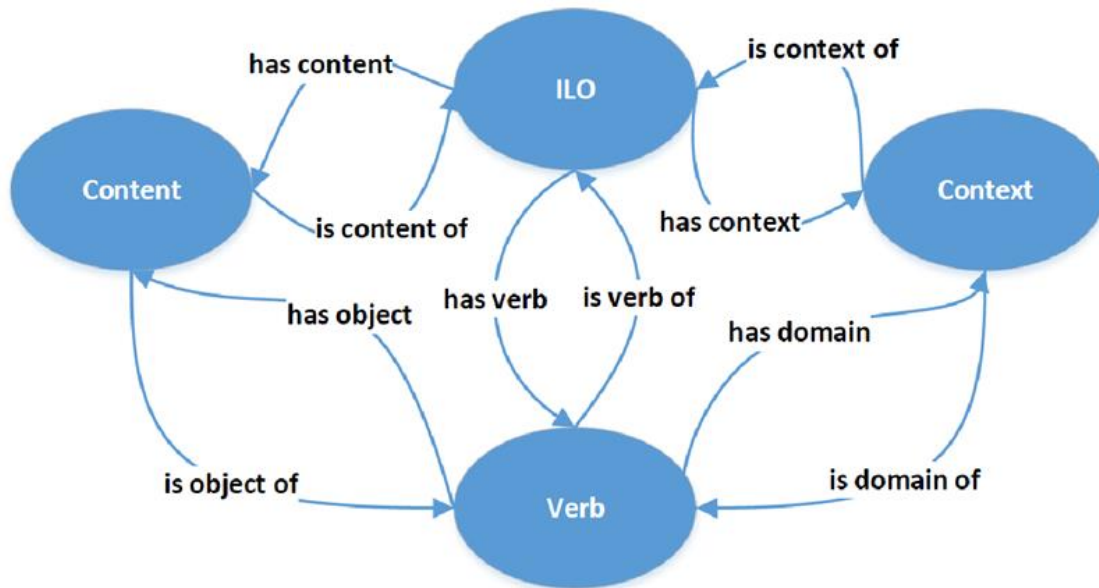 is context of
has content
ILO
Content
Context
is content of
has context
has verb
is verb of
has object
has domain
is object of
is domain of
Verb